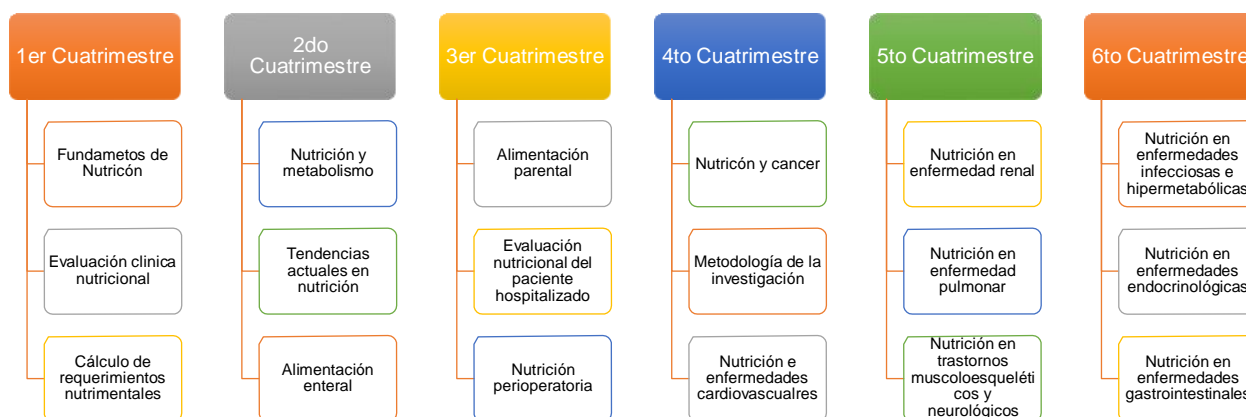 1er Cuatrimestre
Fundametos de
Nutricón
Evaluación clinica
nutricional
Cálculo de
requerimientos
nutrimentales
2do
Cuatrimestre
Nutrición y
metabolismo
Tendencias
actuales en
nutrición
Alimentación
enteral
3er Cuatrimestre
Alimentación
parental
Evaluación
nutricional del
paciente
hospitalizado
Nutrición
perioperatoria
4to Cuatrimestre
Nutricón y cancer
Metodología de la
investigación
Nutrición e
enfermedades
cardiovascualres
5to Cuatrimestre
Nutrición en
enfermedad renal
Nutrición en
enfermedad
pulmonar
Nutrición en
trastornos
muscoloesqueléti
cos y
neurológicos
6to Cuatrimestre
Nutrición en
enfermedades
infecciosas e
hipermetabólicas
Nutrición en
enfermedades
endocrinológicas
Nutrición en
enfermedades
gastrointestinales